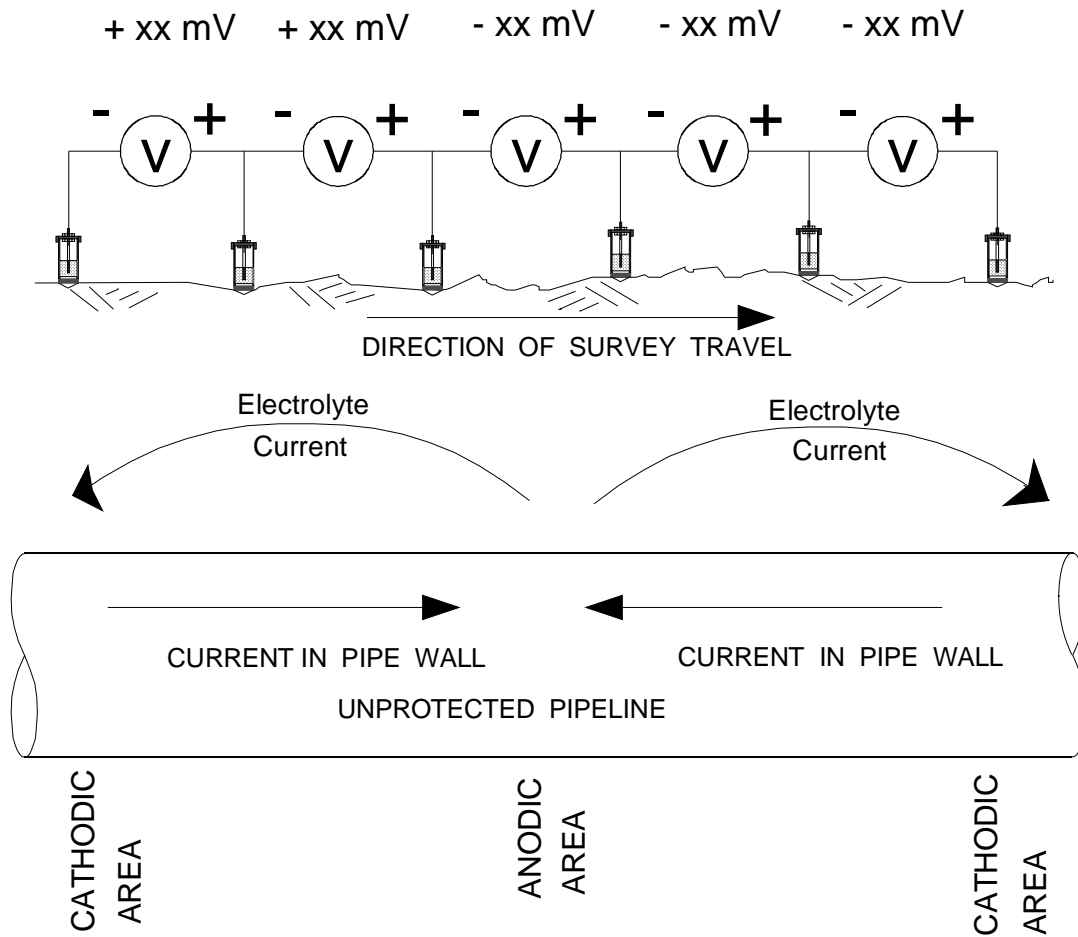 + xx mV + xx mV - xx mV - xx mV - xx mV
- + - + - + - + - +
V V V V V
DIRECTION OF SURVEY TRAVEL
Electrolyte
Current
Electrolyte
Current
CURRENT IN PIPE WALL
CURRENT IN PIPE WALL
UNPROTECTED PIPELINE
CATHODIC
AREA
ANODIC
AREA
CATHODIC
AREA